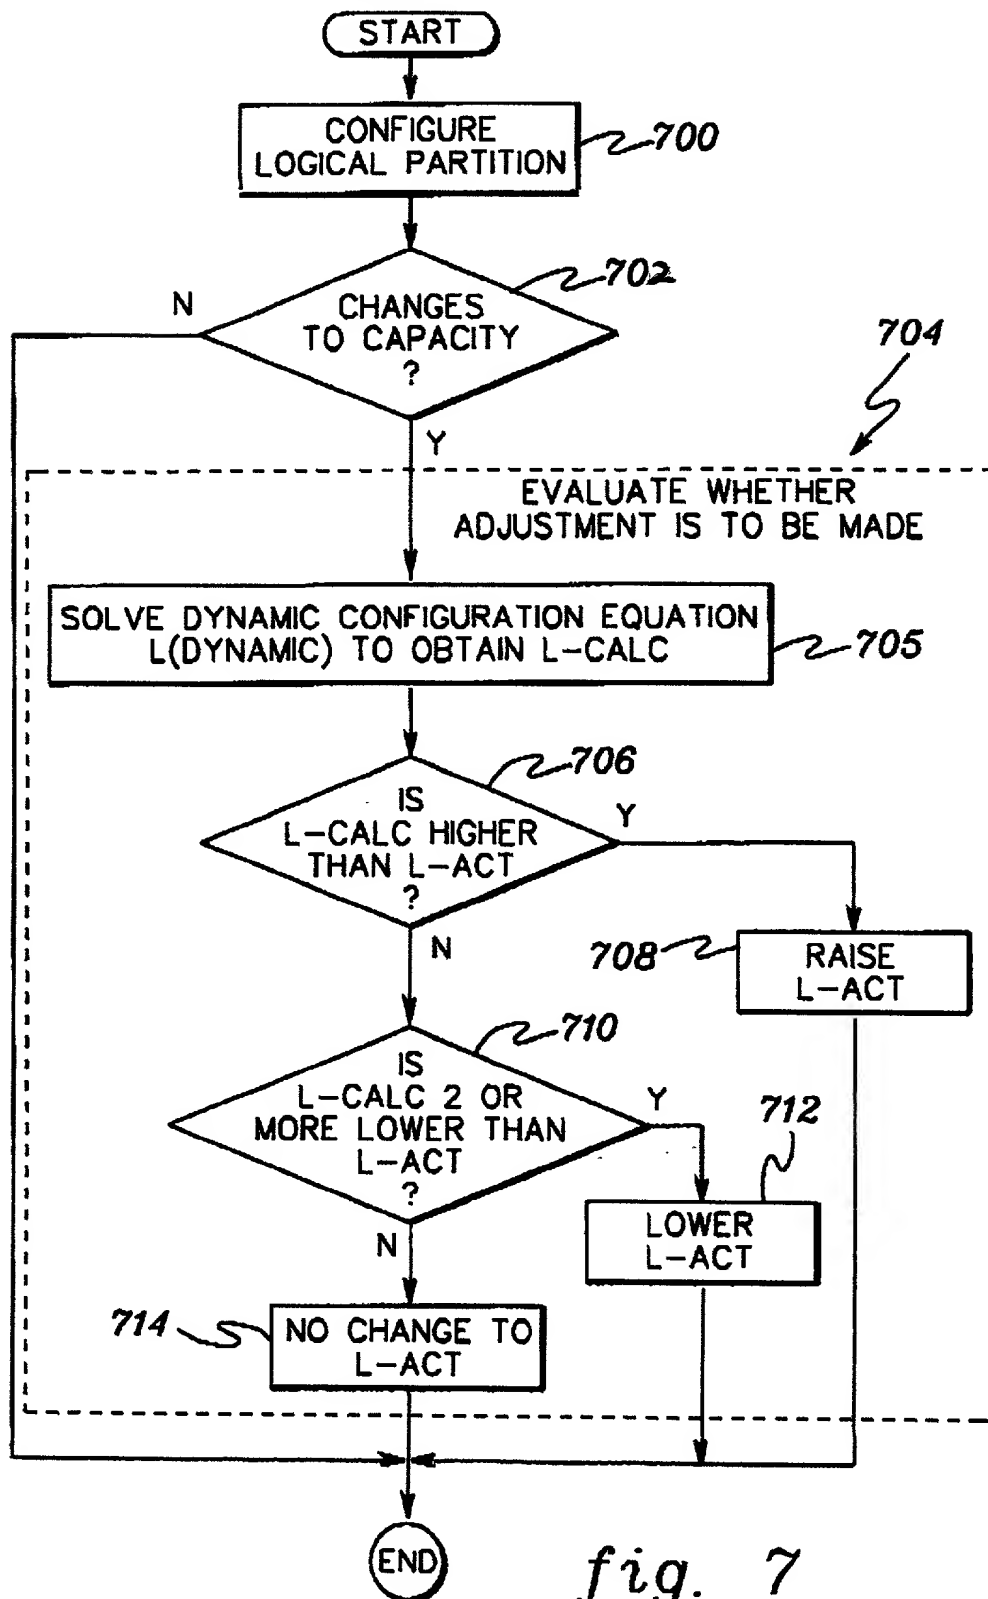 START
CONFIGURE
LOGICAL PARTITION
700
702
N
CHANGES
TO CAPACITY
?
704
Y
EVALUATE WHETHER
ADJUSTMENT IS TO BE MADE
SOLVE DYNAMIC CONFIGURATION EQUATION
L(DYNAMIC) TO OBTAIN L-CALC
705
706
IS
L-CALC HIGHER
THAN L-ACT
?
Y
N
708
RAISE
L-ACT
710
IS
L-CALC 2 OR
MORE LOWER THAN
L-ACT
?
Y
712
N
LOWER
L-ACT
714
NO CHANGE TO
L-ACT
END
fig. 7